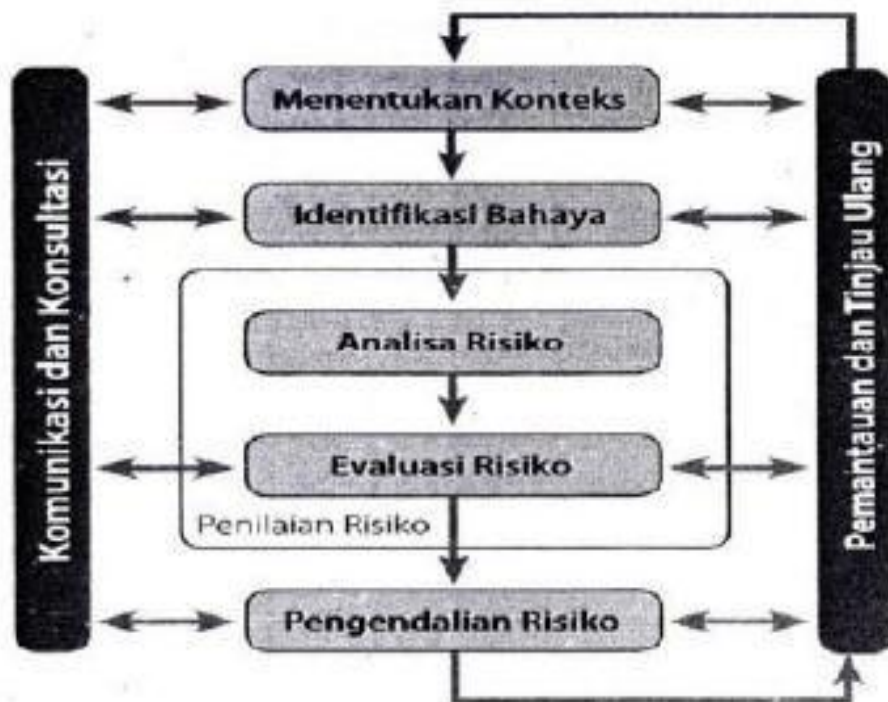 Menentukan Konteks
Identifikasi Bahaya
Analisa Risiko
Evaluasi Risiko
Penilaian Risiko
Pengendalian Risiko
Komunikasi dan Konsultasi
Pemantauan dan Tinjau Ulang